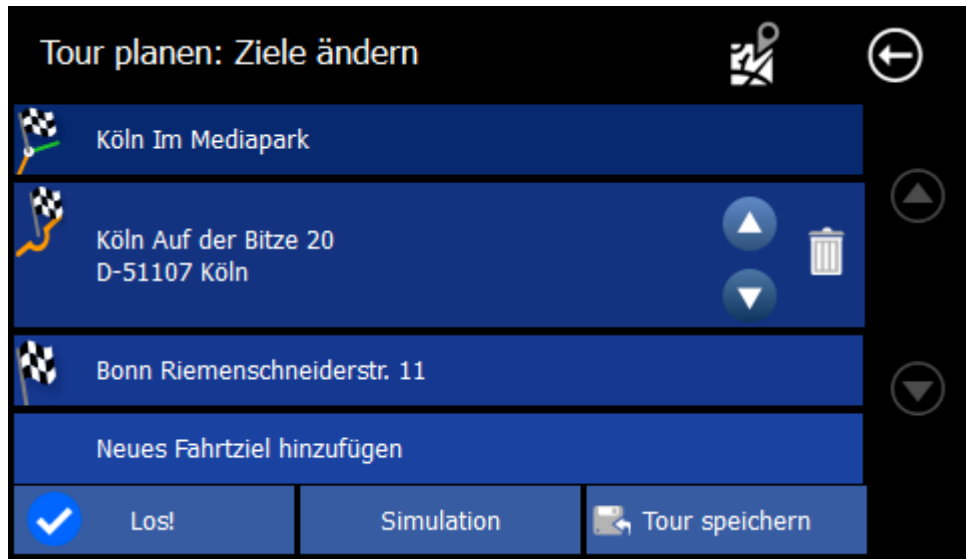 Tour planen: Ziele ändern
Köln Im Mediapark
Köln Auf der Bitze 20
D-51107 Köln
Bonn Riemenschneiderstr. 11
Neues Fahrtziel hinzufügen
Los!
Simulation
Tour speichern